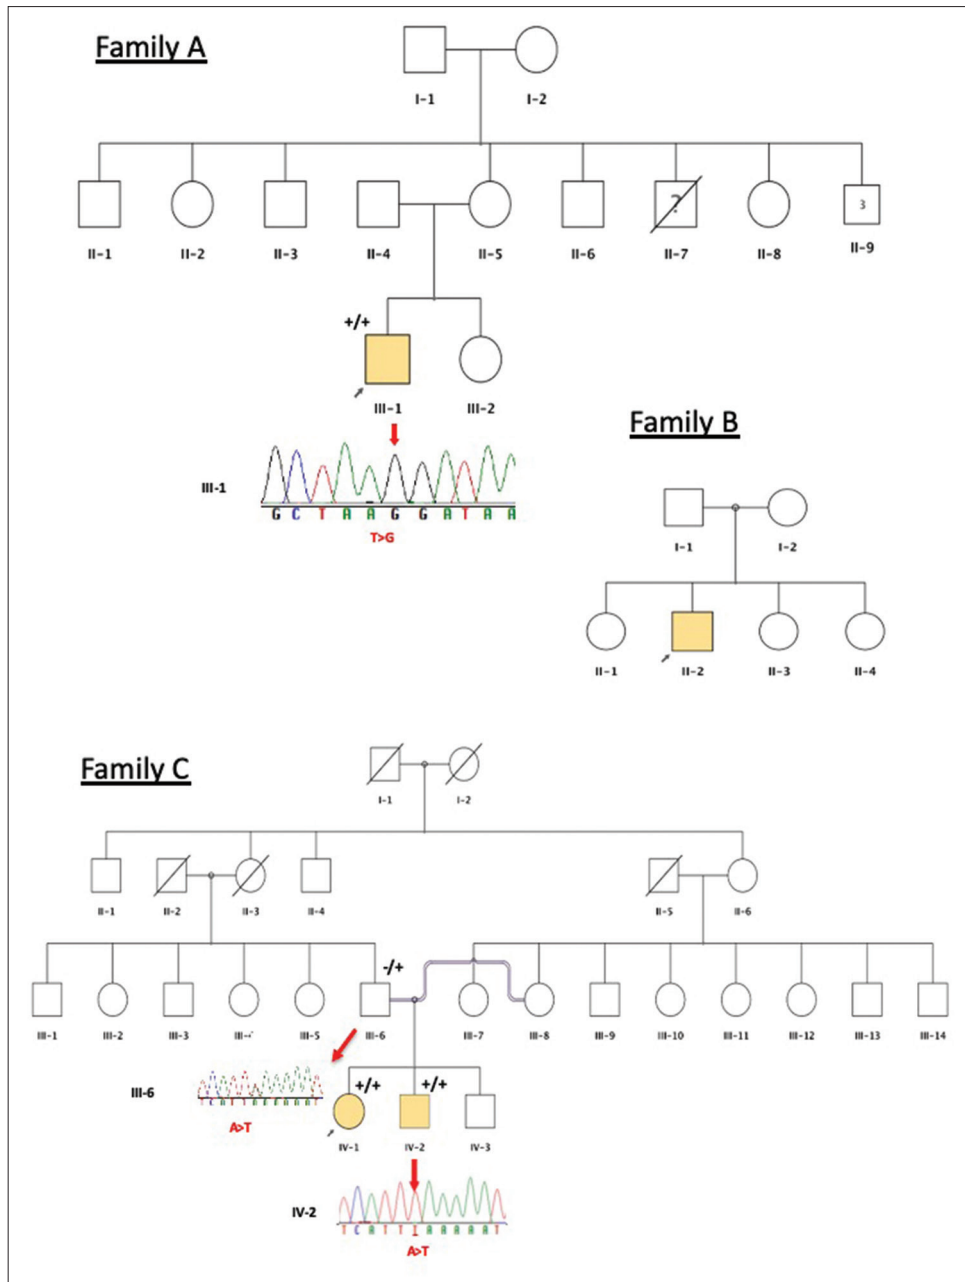 Family A
I-1 I-2
?
3
II-1 II-2 II-3 II-4 II-5 II-6 II-7 II-8 II-9
+/+
III-1 III-2
Family B
III-1
G C T A A G G A T A A
T>G
I-1 I-2
II-1 II-2 II-3 II-4
Family C
I-1 I-2
II-1 II-2 II-3 II-4 II-5 II-6
-/+
III-1 III-2 III-3 III-5 III-6 III-7 III-8 III-9 III-10 III-11 III-12 III-13 III-14
III-6
T C A T T A A A A A A T
A>T
+/+ +/+
IV-1 IV-2 IV-3
IV-2
T C A T T T A A A A A T
A>T